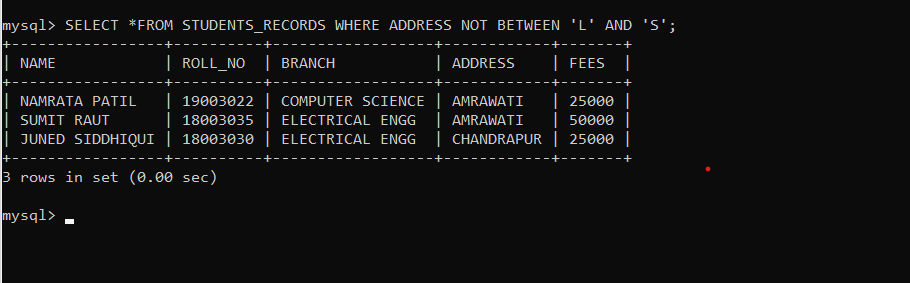 mysql> SELECT *FROM STUDENTS_RECORDS WHERE ADDRESS NOT BETWEEN 'L' AND 'S';
+-----------------+----------+------------------+------------+-------+
| NAME            | ROLL_NO  | BRANCH           | ADDRESS    | FEES  |
+-----------------+----------+------------------+------------+-------+
| NAMRATA PATIL   | 19003022 | COMPUTER SCIENCE | AMRAWATI   | 25000 |
| SUMIT RAUT      | 18003035 | ELECTRICAL ENGG  | AMRAWATI   | 50000 |
| JUNED SIDDHIQUI | 18003030 | ELECTRICAL ENGG  | CHANDRAPUR | 25000 |
+-----------------+----------+------------------+------------+-------+
3 rows in set (0.00 sec)
mysql>